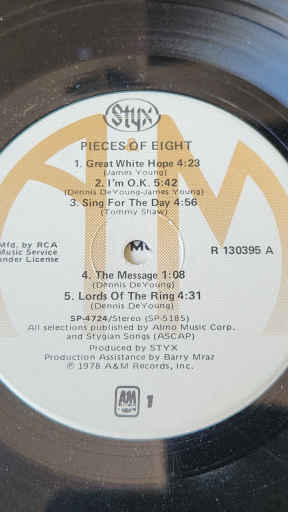 Styx
PIECES OF EIGHT
1. Great White Hope 4:23
(James Young)
2. I'm O.K. 5:42
(Dennis DeYoung-James Young)
3. Sing For The Day 4:56
(Tommy Shaw)
Mfd. by RCA
Music Service
under License
R 130395 A
4. The Message 1:08
(Dennis DeYoung)
5. Lords Of The Ring 4:31
(Dennis DeYoung)
SP-4724/Stereo (SP-5185)
All selections published by Almo Music Corp.
and Stygian Songs (ASCAP)
Produced by STYX
Production Assistance by Barry Mraz
℗ 1978 A&M Records, Inc.
A&M
1